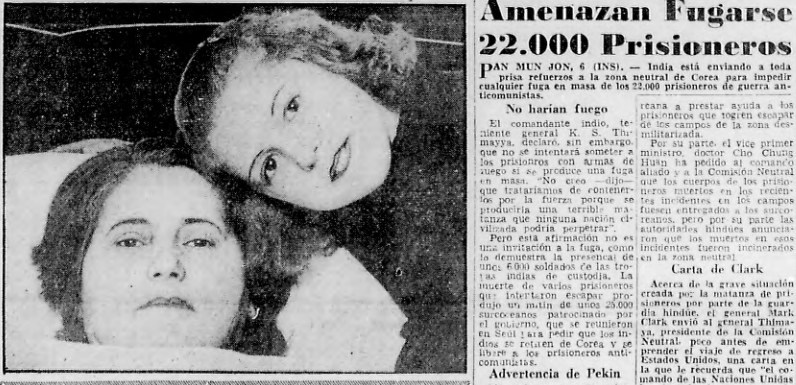 Amenazan Fugarse
22.000 Prisioneros
PAN MUN JON, 6 (INS). — India está enviando a toda
prisa refuerzos a la zona neutral de Corea para impedir
cualquier fuga en masa de los 22.000 prisioneros de guerra an-
ticomunistas.
No harían fuego
El comandante indio, te-
niente general K. S. Thi-
mayya, declaró, sin embargo,
que no se intentará someter a
los prisionros con armas de
fuego si se produce una fuga
en masa. "No creo —dijo—
que trataríamos de contener-
los por la fuerza porque se
produciría una terrible ma-
tanza que ninguna nación ci-
vilizada podría perpetrar".
Pero esta afirmación no es
una invitación a la fuga, como
lo demuestra la presencia de
unos 6.000 soldados de las tro-
pas indias de custodia. La
muerte de varios prisioneros
que intentaron escapar pro-
dujo un mitin de unos 25.000
surcoreanos patrocinado por
el gobierno, que se reunieron
en Seúl para pedir que los in-
dios se retiren de Corea y se
libere a los prisioneros anti-
comunistas.
Advertencia de Pekin
reana a prestar ayuda a los
prisioneros que logren escapar
de los campos de la zona des-
militarizada.
Por su parte, el vice primer
ministro, doctor Cho Chung
Huan ha pedido al comando
aliado y a la Comisión Neutral
que los cuerpos de los prisio-
neros muertos en los recien-
tes incidentes en los campos
fuesen entregados a los surco-
reanos, pero por su parte las
autoridades hindúes anuncia-
ron que los muertos en esos
incidentes fueron incinerados
en la zona neutral
Carta de Clark
Acerca de la grave situación
creada por la matanza de pri-
sioneros por parte de la guar-
dia hindúe, el general Mark
Clark envió al general Thima-
ya, presidente de la Comisión
Neutral, poco antes de em-
prender el viaje de regreso a
Estados Unidos, una carta en
la que le recuerda que "el co-
mando de las Naciones Unidas